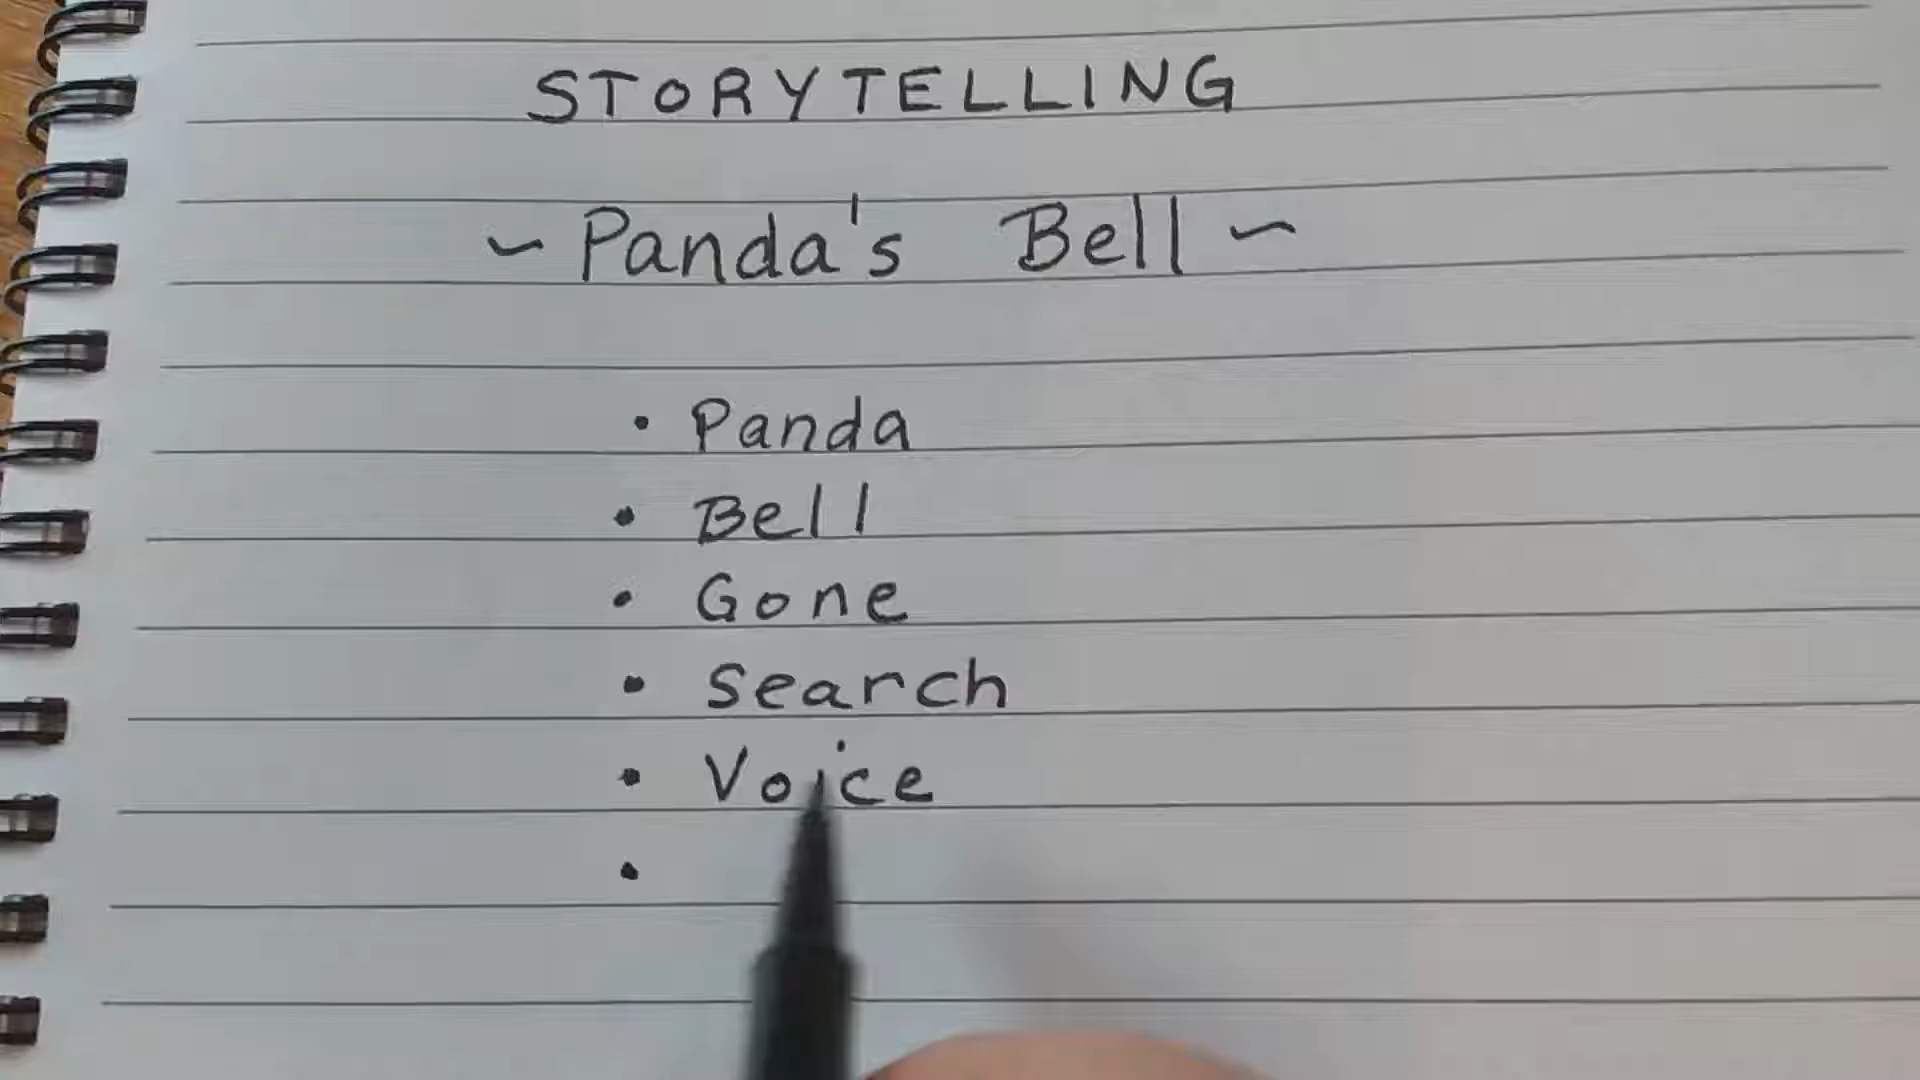 STORYTELLING
~ Panda's Bell ~
• Panda
• Bell
• Gone
• Search
• Voice
•